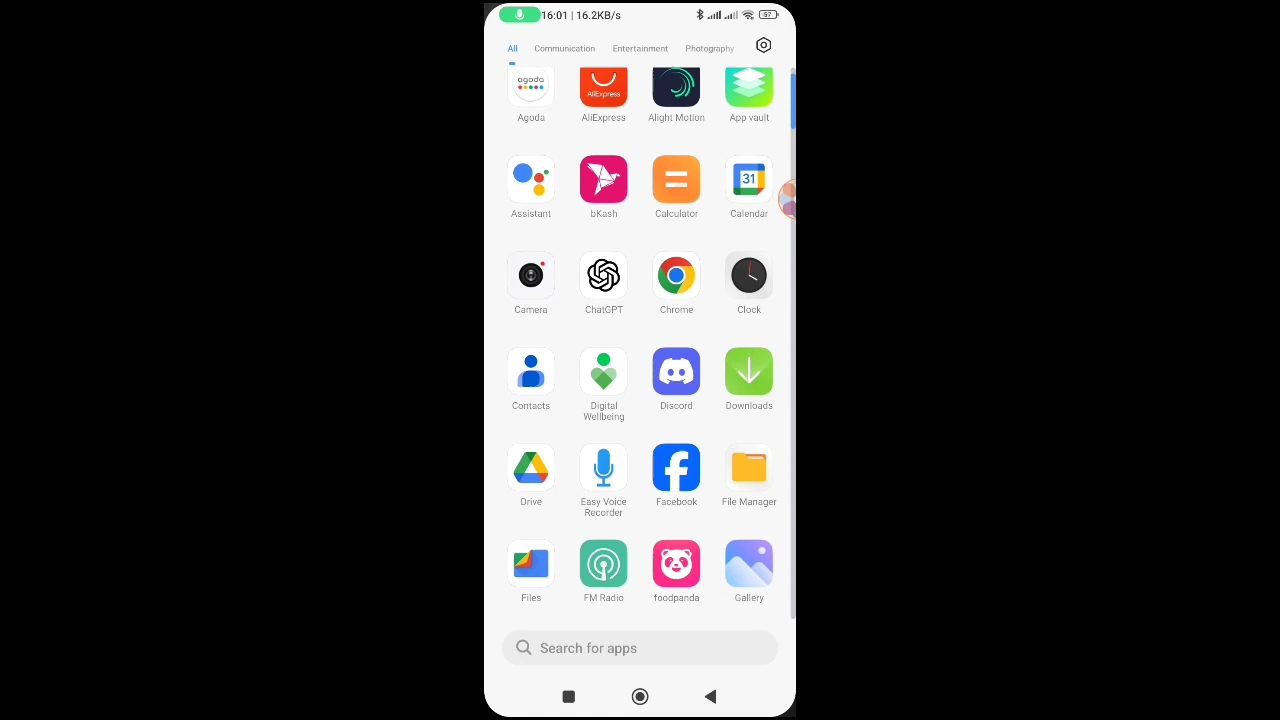 16:01 | 16.2KB/s 57
All Communication Entertainment Photography
agoda AliExpress
Agoda AliExpress Alight Motion App vault
31
Assistant bKash Calculator Calendar
Camera ChatGPT Chrome Clock
Contacts Digital Wellbeing Discord Downloads
Drive Easy Voice Recorder Facebook File Manager
Files FM Radio foodpanda Gallery
Search for apps